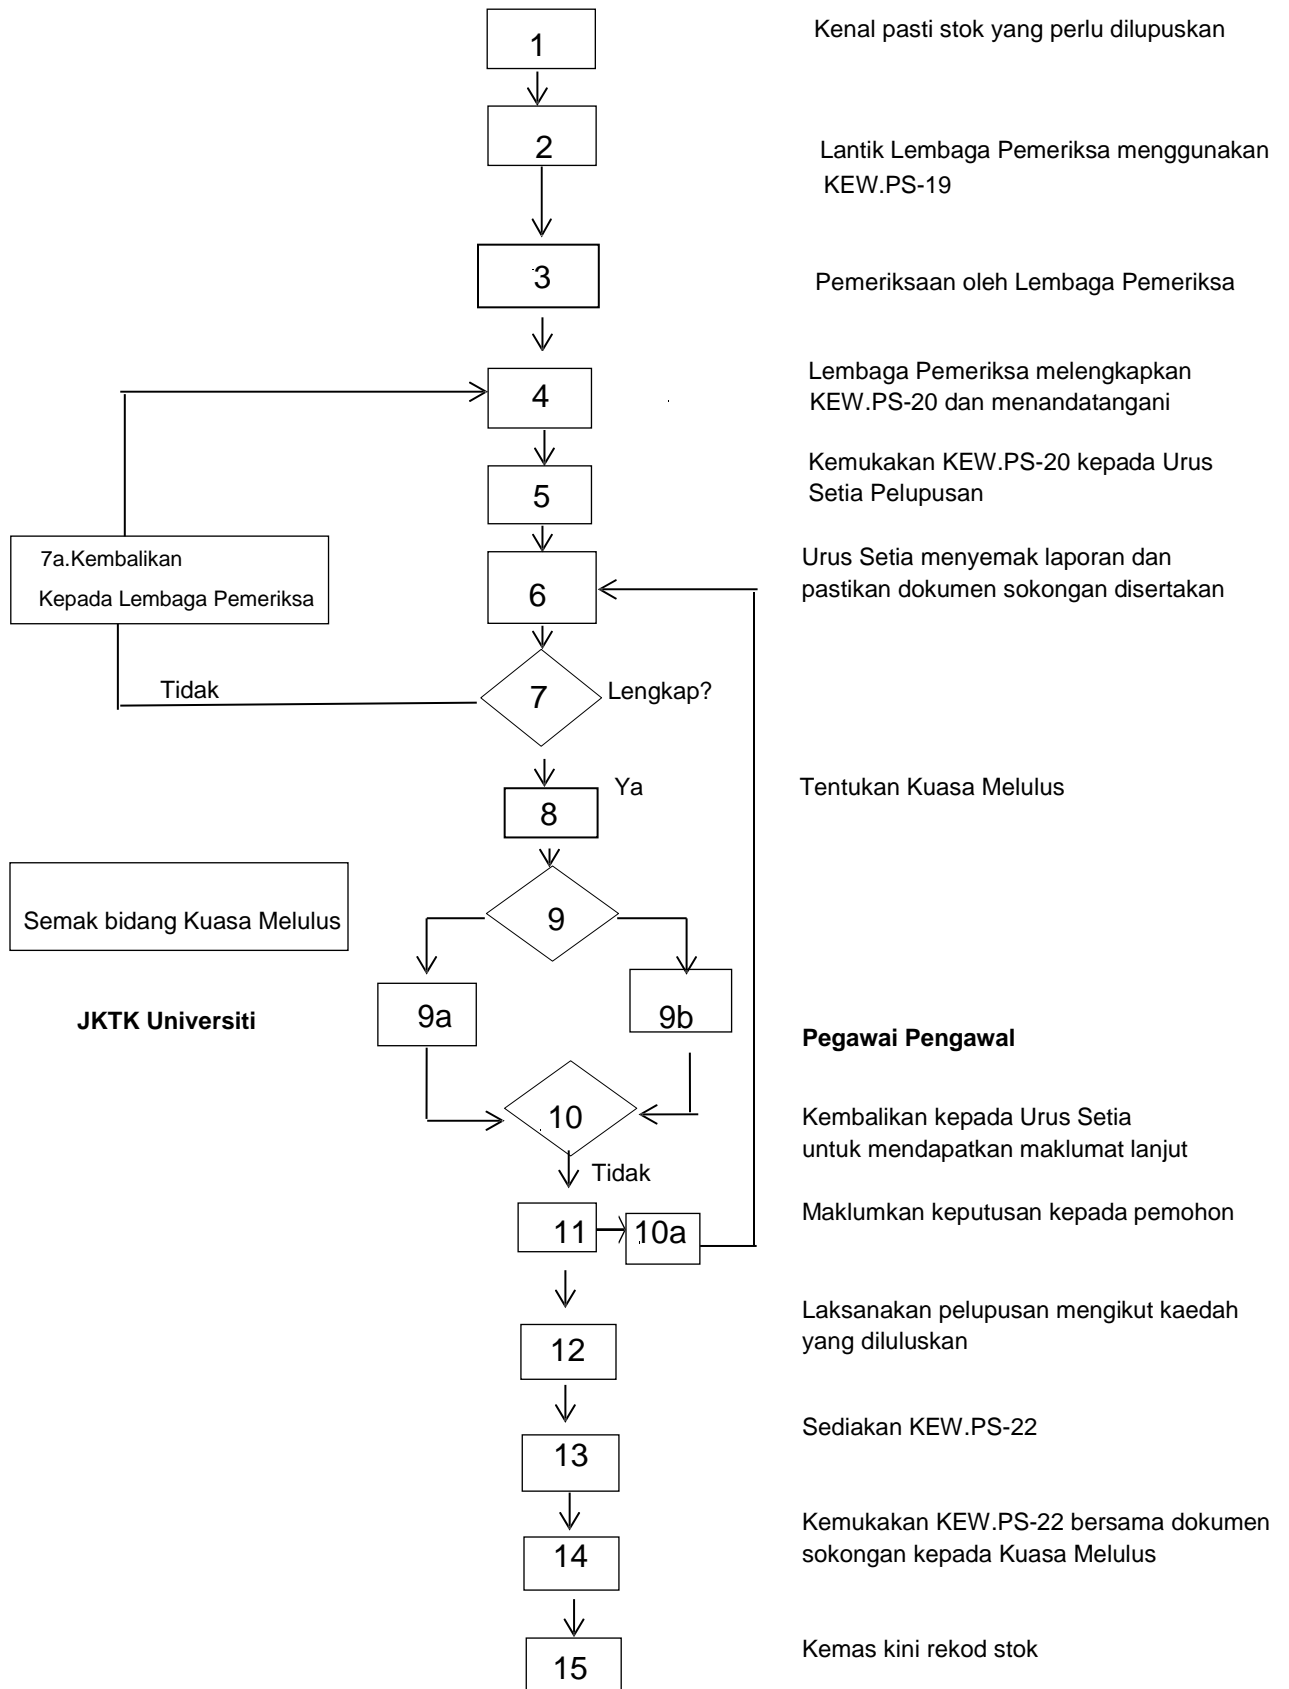 1
Kenal pasti stok yang perlu dilupuskan
2
Lantik Lembaga Pemeriksa menggunakan
KEW.PS-19
3
Pemeriksaan oleh Lembaga Pemeriksa
4
Lembaga Pemeriksa melengkapkan
KEW.PS-20 dan menandatangani
5
Kemukakan KEW.PS-20 kepada Urus
Setia Pelupusan
7a.Kembalikan
Kepada Lembaga Pemeriksa
6
Urus Setia menyemak laporan dan
pastikan dokumen sokongan disertakan
Tidak
7
Lengkap?
Ya
8
Tentukan Kuasa Melulus
Semak bidang Kuasa Melulus
9
JKTK Universiti
9a
9b
Pegawai Pengawal
10
Kembalikan kepada Urus Setia
untuk mendapatkan maklumat lanjut
Tidak
11
10a
Maklumkan keputusan kepada pemohon
12
Laksanakan pelupusan mengikut kaedah
yang diluluskan
13
Sediakan KEW.PS-22
14
Kemukakan KEW.PS-22 bersama dokumen
sokongan kepada Kuasa Melulus
15
Kemas kini rekod stok